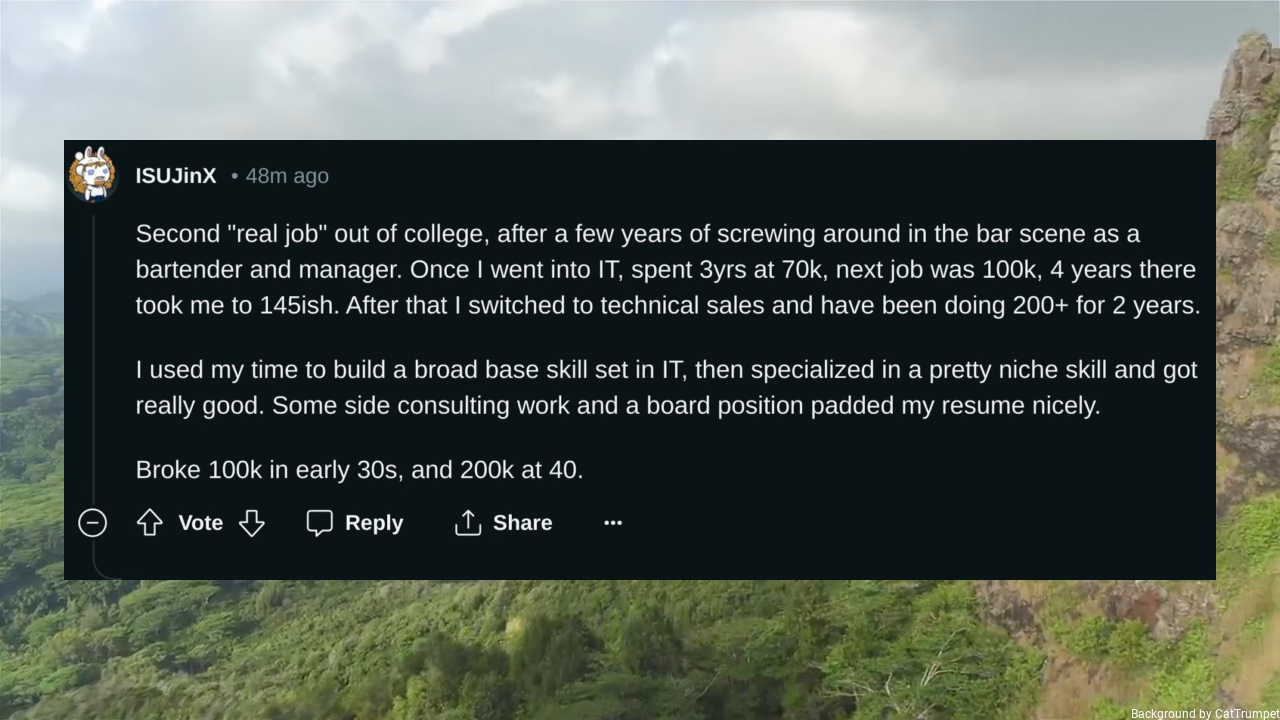 ISUJinX • 48m ago
Second "real job" out of college, after a few years of screwing around in the bar scene as a
bartender and manager. Once I went into IT, spent 3yrs at 70k, next job was 100k, 4 years there
took me to 145ish. After that I switched to technical sales and have been doing 200+ for 2 years.
I used my time to build a broad base skill set in IT, then specialized in a pretty niche skill and got
really good. Some side consulting work and a board position padded my resume nicely.
Broke 100k in early 30s, and 200k at 40.
Vote Reply Share
Background by CatTrumpet